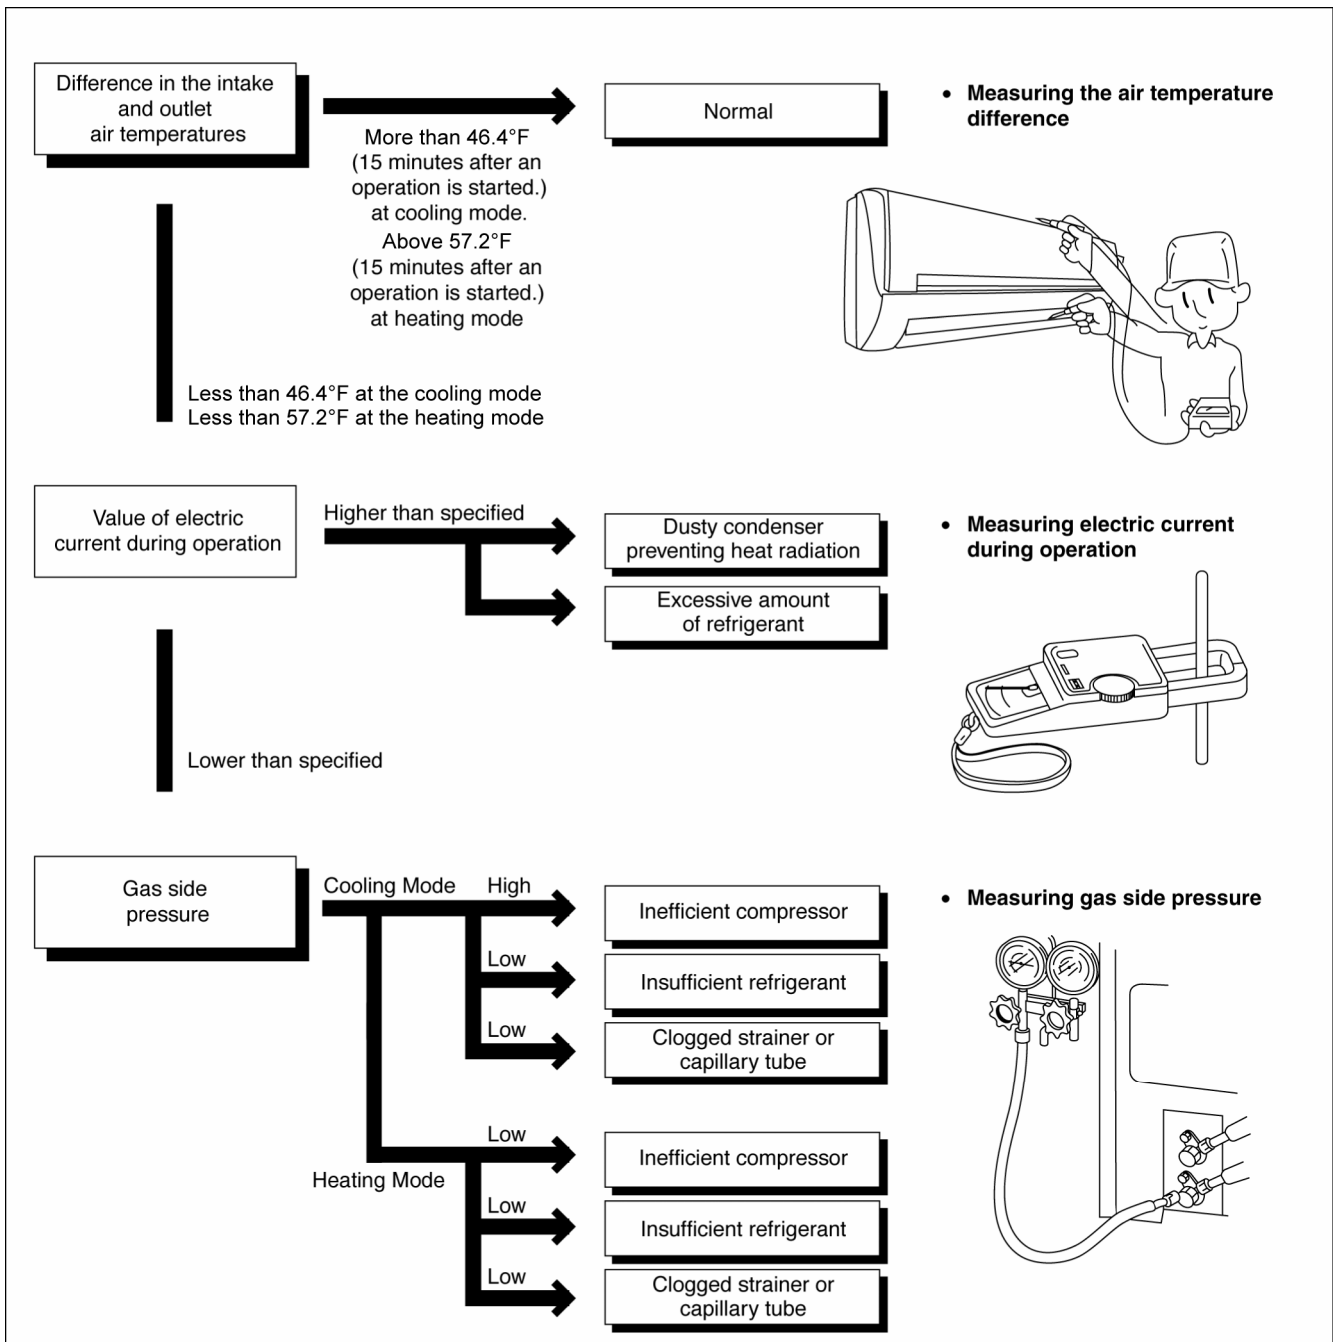 Difference in the intake
and outlet
air temperatures
More than 46.4°F
(15 minutes after an
operation is started.)
at cooling mode.
Above 57.2°F
(15 minutes after an
operation is started.)
at heating mode
Normal
• Measuring the air temperature
difference
Less than 46.4°F at the cooling mode
Less than 57.2°F at the heating mode
Value of electric
current during operation
Higher than specified
Dusty condenser
preventing heat radiation
Excessive amount
of refrigerant
• Measuring electric current
during operation
Lower than specified
Gas side
pressure
Cooling Mode
High
Inefficient compressor
Low
Insufficient refrigerant
Low
Clogged strainer or
capillary tube
• Measuring gas side pressure
Heating Mode
Low
Inefficient compressor
Low
Insufficient refrigerant
Low
Clogged strainer or
capillary tube